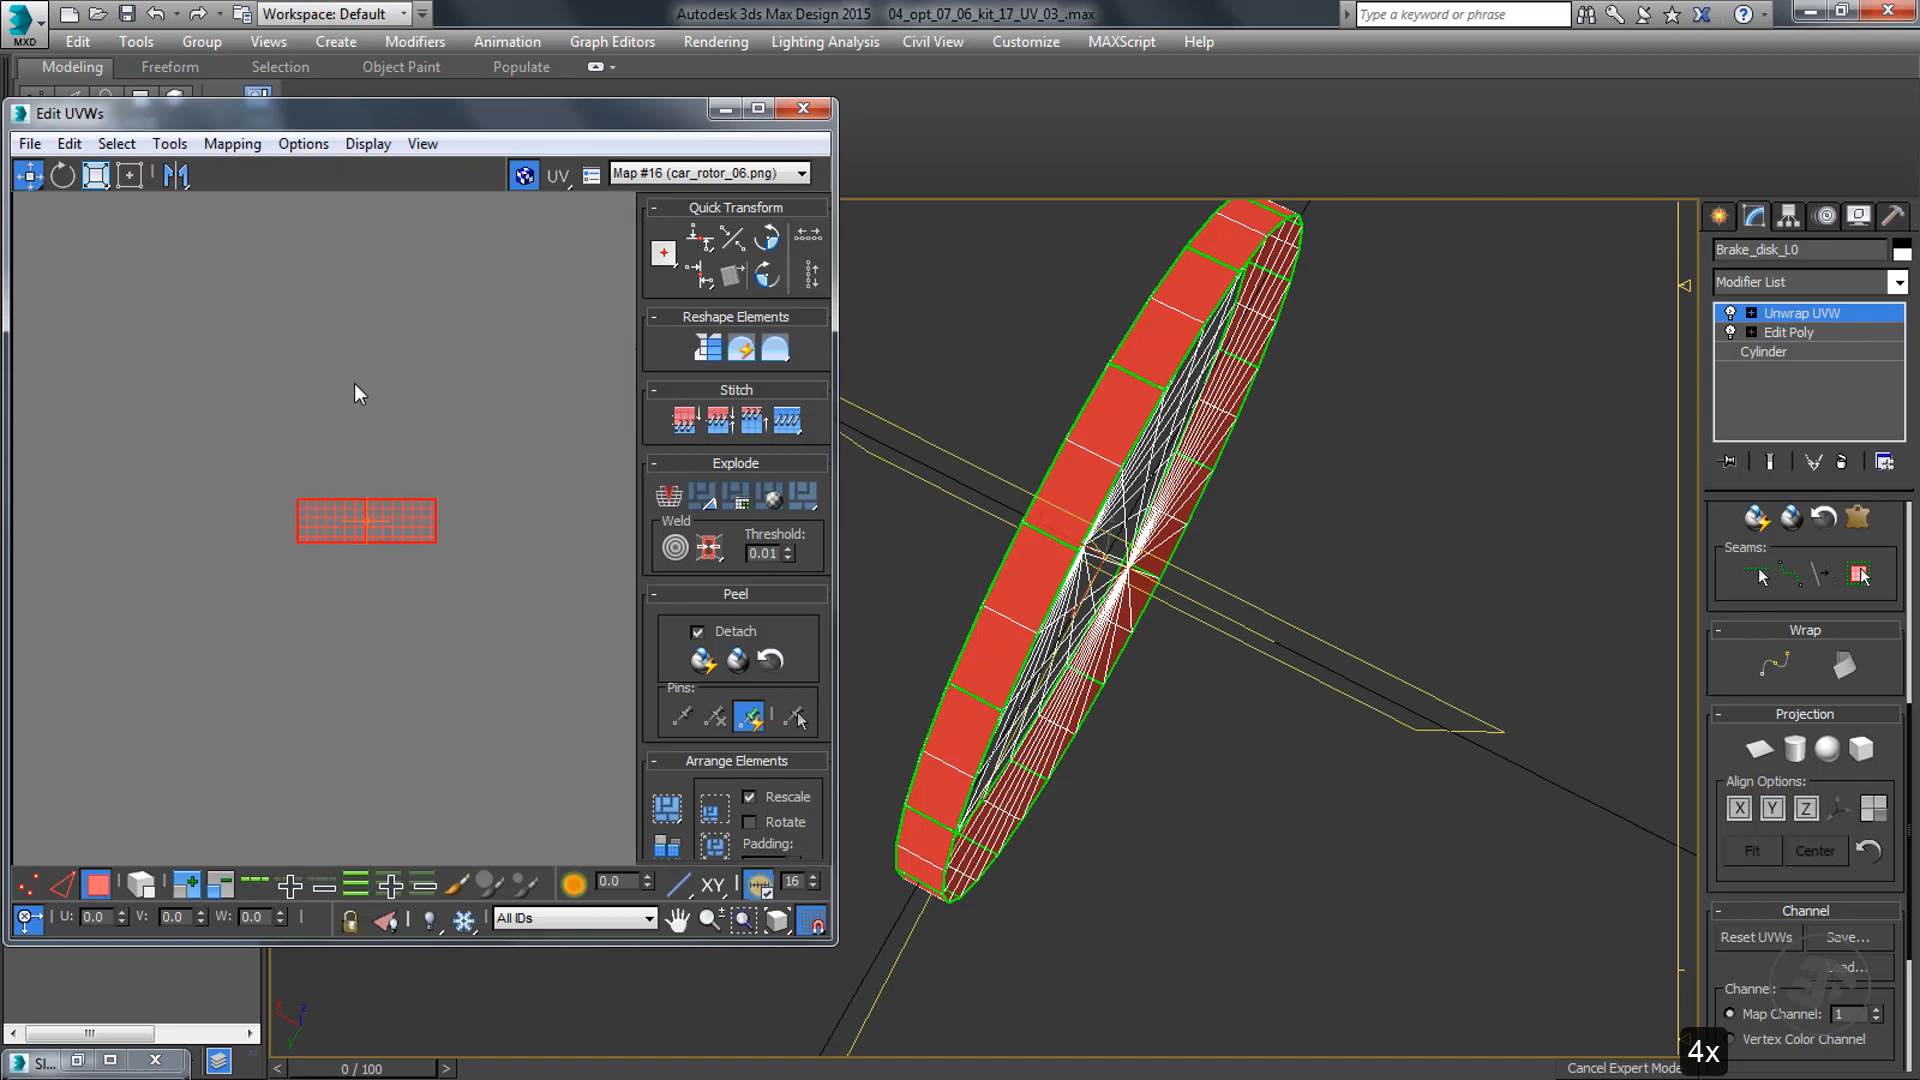 Workspace: Default
Autodesk 3ds Max Design 2015 04_opt_07_06_kit_17_UV_03_.max
Type a keyword or phrase
MXD
Edit Tools Group Views Create Modifiers Animation Graph Editors Rendering Lighting Analysis Civil View Customize MAXScript Help
Modeling Freeform Selection Object Paint Populate
Edit UVWs
File Edit Select Tools Mapping Options Display View
UV Map #16 (car_rotor_06.png)
Quick Transform
Reshape Elements
Stitch
Explode
Weld
Threshold:
0.01
Peel
Detach
Pins:
Arrange Elements
Rescale
Rotate
Padding:
0.0 XY 16
U: 0.0 V: 0.0 W: 0.0 All IDs
Brake_disk_L0
Modifier List
Unwrap UVW
Edit Poly
Cylinder
Seams:
Wrap
Projection
Align Options:
X Y Z
Fit Center
Channel
Reset UVWs Save...
Load...
Channel:
Map Channel: 1
Vertex Color Channel
x z y
Sl...
0 / 100
Cancel Expert Mode
4x